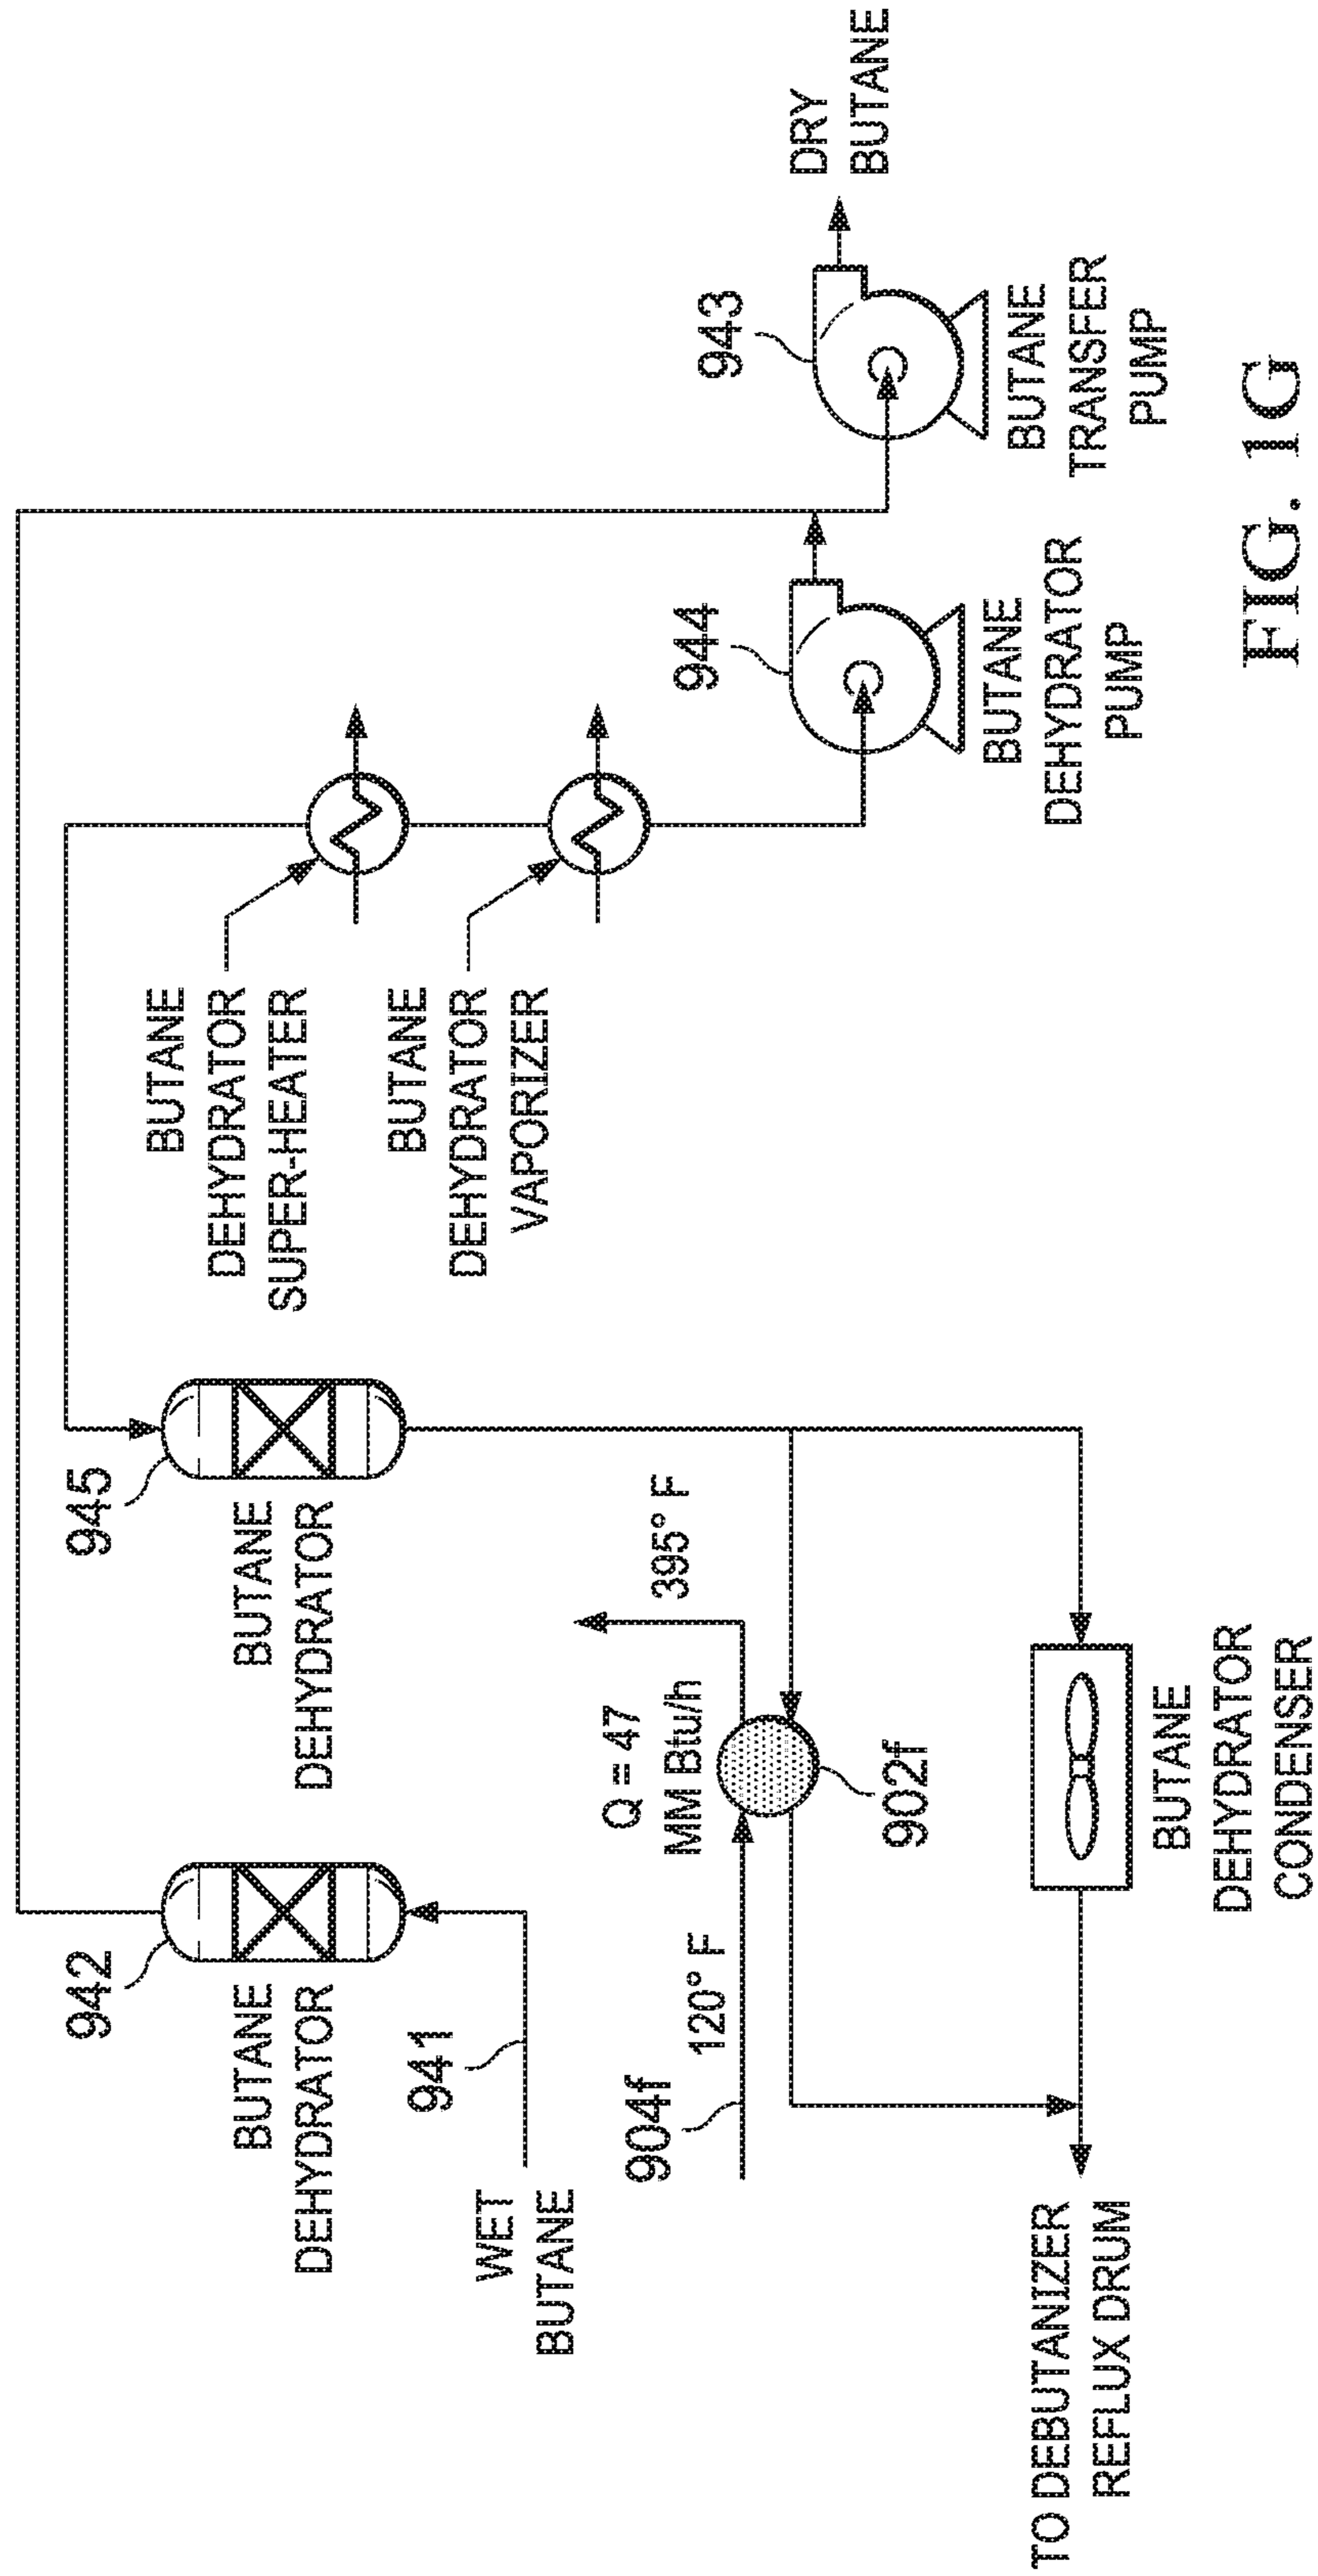 942
BUTANE
DEHYDRATOR
945
BUTANE
DEHYDRATOR
BUTANE
DEHYDRATOR
SUPER-HEATER
BUTANE
DEHYDRATOR
VAPORIZER
941
WET
BUTANE
904f
120° F
Q = 47
MM Btu/h
395° F
902f
944
BUTANE
DEHYDRATOR
PUMP
943
DRY
BUTANE
BUTANE
TRANSFER
PUMP
TO DEBUTANIZER
REFLUX DRUM
BUTANE
DEHYDRATOR
CONDENSER
FIG. 1G